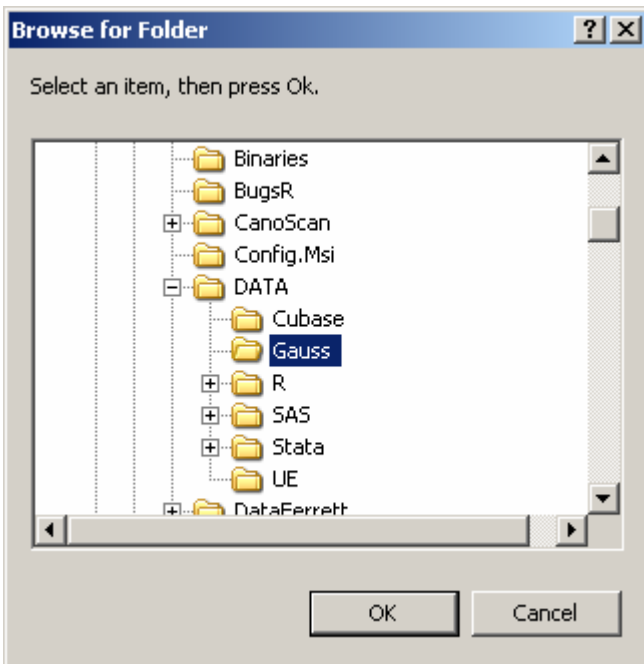 Browse for Folder
Select an item, then press Ok.
Binaries
BugsR
CanoScan
Config.Msi
DATA
Cubase
Gauss
R
SAS
Stata
UE
DataFerrett
OK Cancel